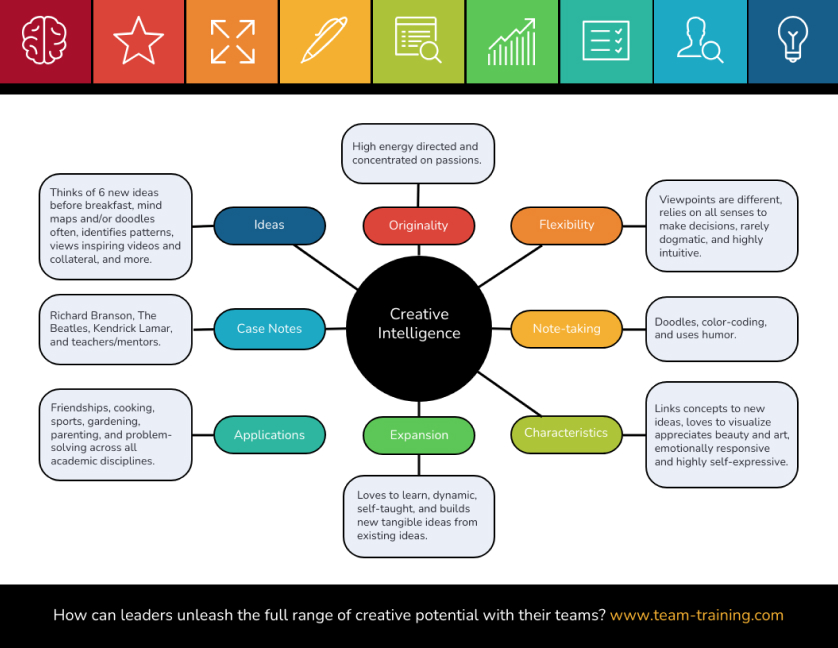 High energy directed and
concentrated on passions.
Thinks of 6 new ideas
before breakfast, mind
maps and/or doodles
often, identifies patterns,
views inspiring videos and
collateral, and more.
Ideas
Originality
Flexibility
Viewpoints are different,
relies on all senses to
make decisions, rarely
dogmatic, and highly
intuitive.
Richard Branson, The
Beatles, Kendrick Lamar,
and teachers/mentors.
Case Notes
Creative
Intelligence
Note-taking
Doodles, color-coding,
and uses humor.
Friendships, cooking,
sports, gardening,
parenting, and problem-
solving across all
academic disciplines.
Applications
Expansion
Characteristics
Links concepts to new
ideas, loves to visualize
appreciates beauty and art,
emotionally responsive
and highly self-expressive.
Loves to learn, dynamic,
self-taught, and builds
new tangible ideas from
existing ideas.
How can leaders unleash the full range of creative potential with their teams? www.team-training.com